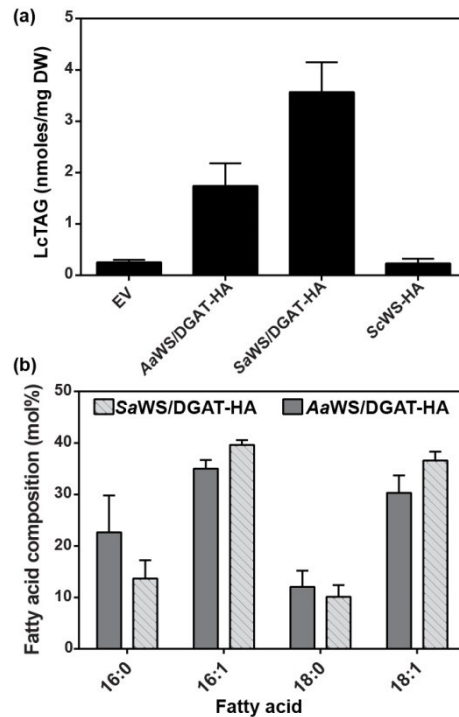 (a)
LcTAG (nmoles/mg DW)
5
4
3
2
1
0
EV
AaWS/DGAT-HA
SaWS/DGAT-HA
ScWS-HA
(b)
Fatty acid composition (mol%)
50
40
30
20
10
0
SaWS/DGAT-HA AaWS/DGAT-HA
16:0
16:1
18:0
18:1
Fatty acid